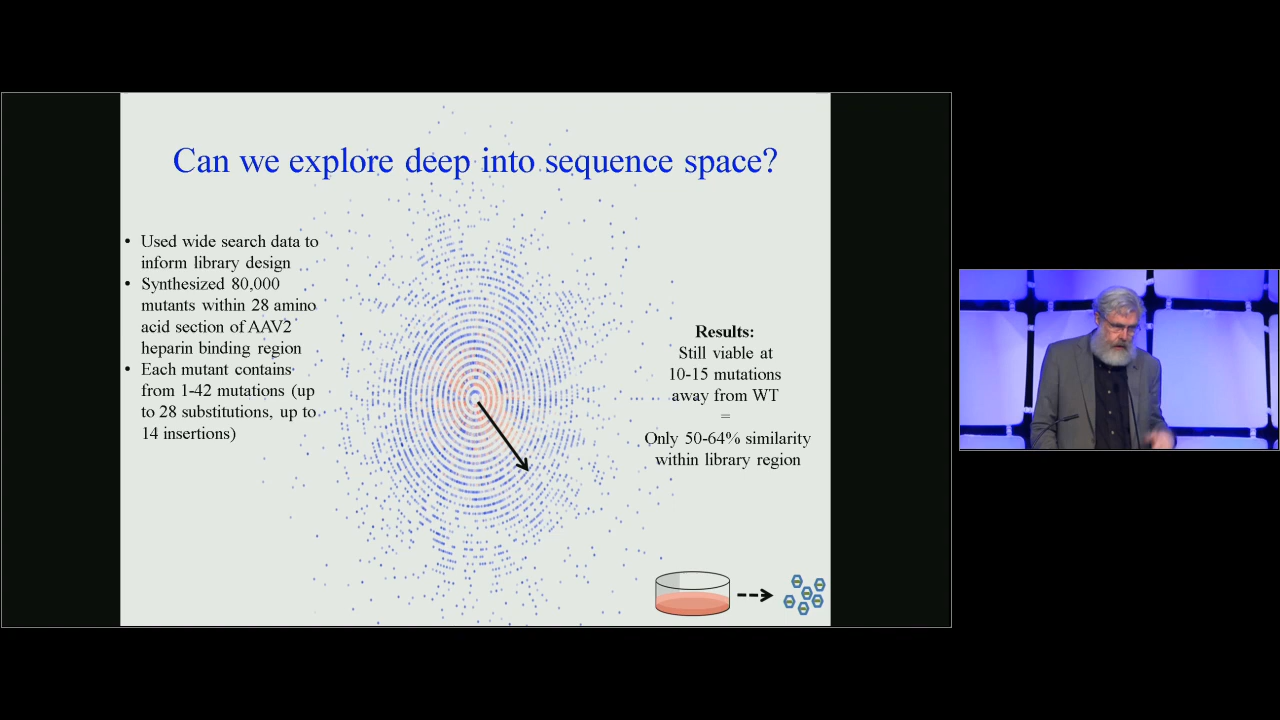 Can we explore deep into sequence space?
• Used wide search data to
inform library design
• Synthesized 80,000
mutants within 28 amino
acid section of AAV2
heparin binding region
• Each mutant contains
from 1-42 mutations (up
to 28 substitutions, up to
14 insertions)
Results:
Still viable at
10-15 mutations
away from WT
=
Only 50-64% similarity
within library region